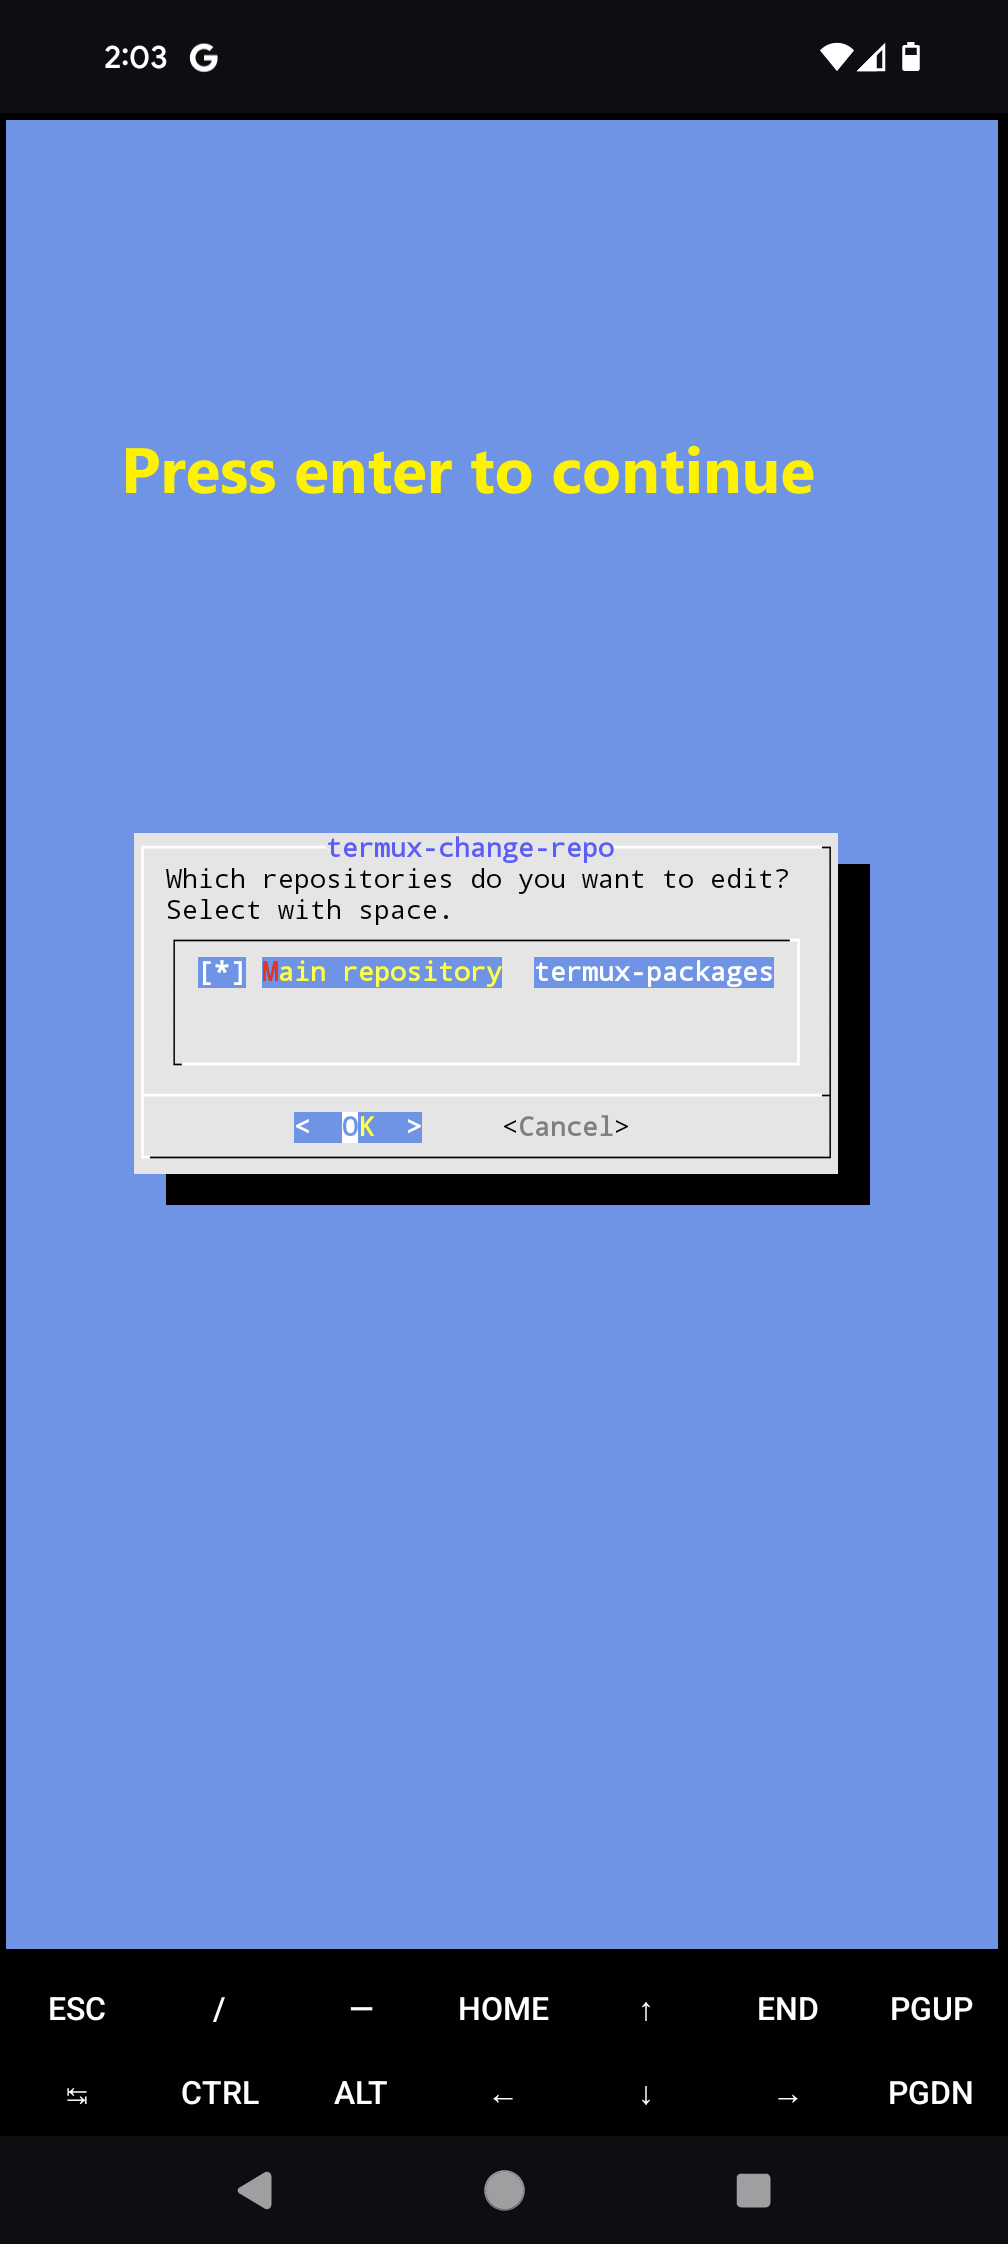 2:03 G
Press enter to continue
termux-change-repo
Which repositories do you want to edit?
Select with space.
[*] Main repository termux-packages
< OK > <Cancel>
ESC / — HOME ↑ END PGUP
↹ CTRL ALT ← ↓ → PGDN